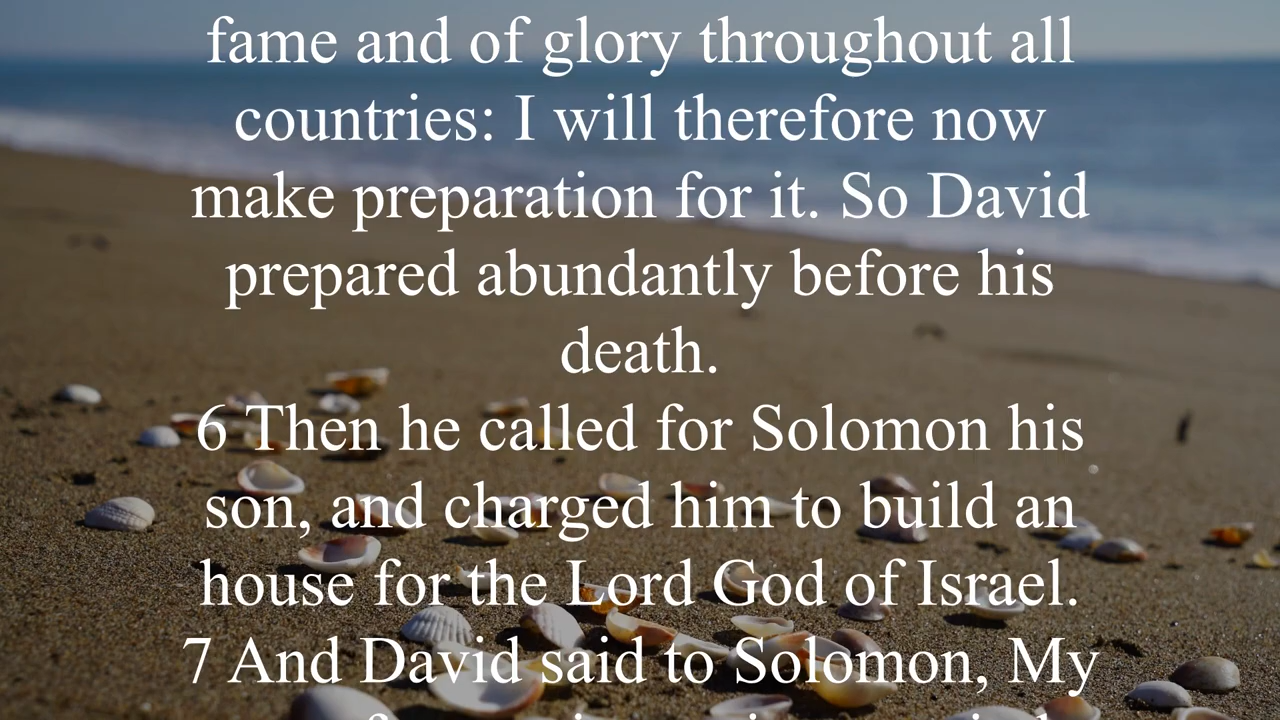 fame and of glory throughout all
countries: I will therefore now
make preparation for it. So David
prepared abundantly before his
death.
6 Then he called for Solomon his
son, and charged him to build an
house for the Lord God of Israel.
7 And David said to Solomon, My